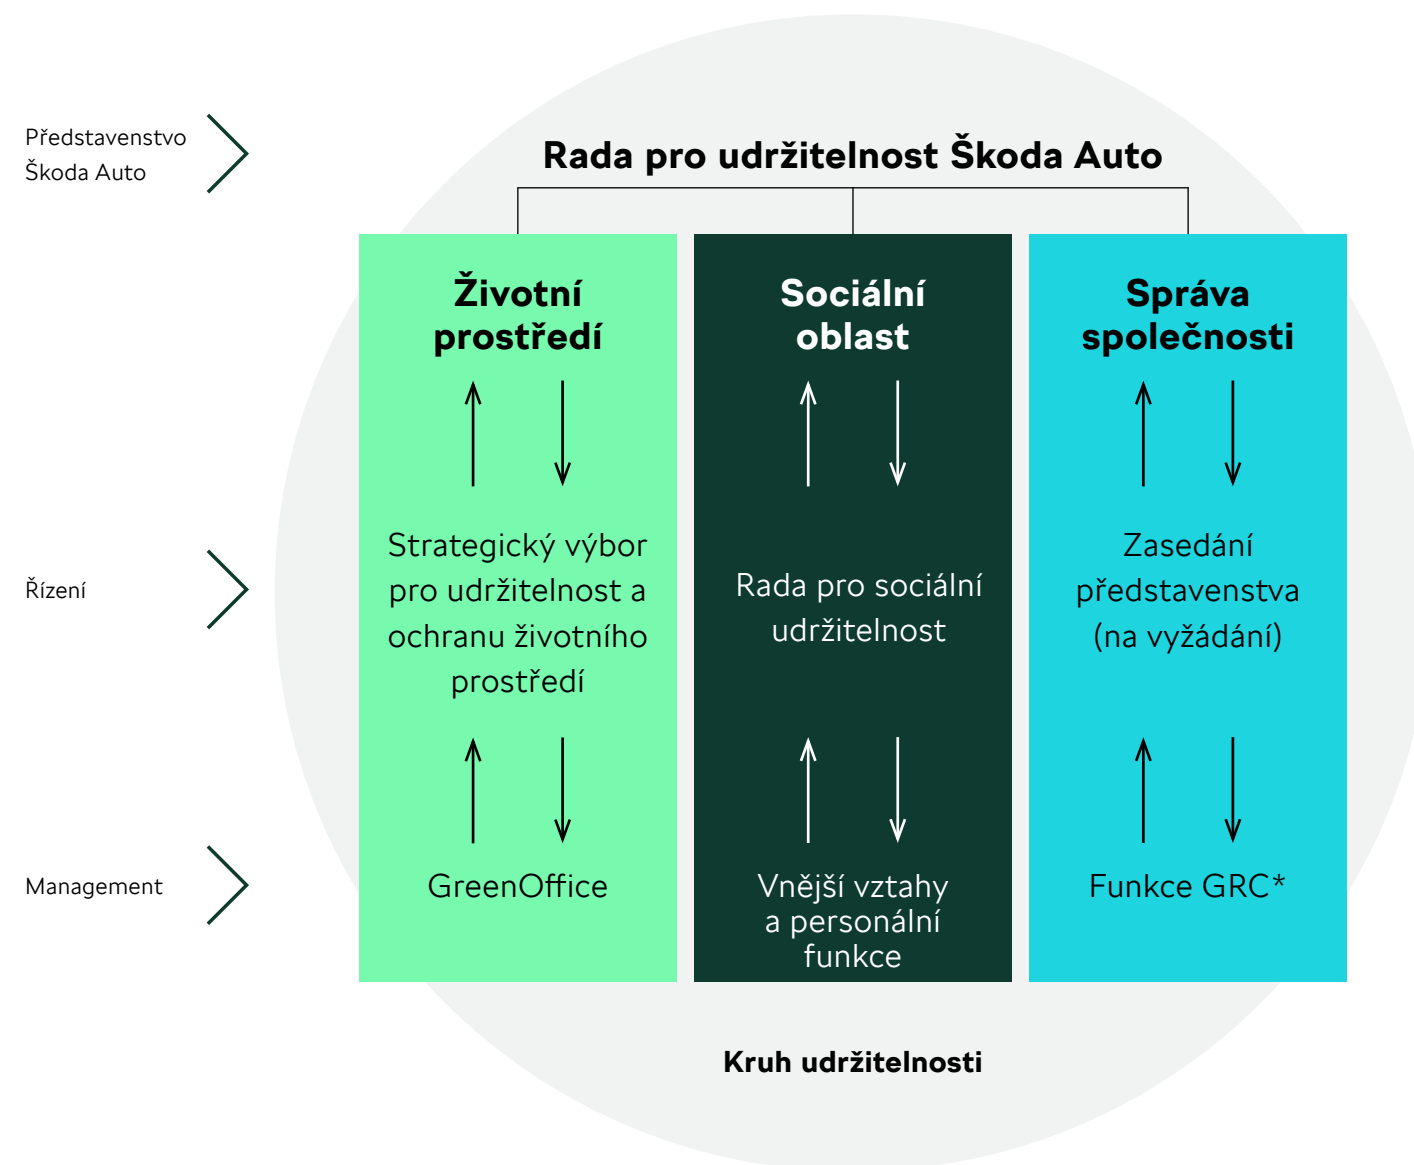 Představenstvo
Škoda Auto
Rada pro udržitelnost Škoda Auto
Životní
prostředí
Sociální
oblast
Správa
společnosti
Řízení
Strategický výbor
pro udržitelnost a
ochranu životního
prostředí
Rada pro sociální
udržitelnost
Zasedání
představenstva
(na vyžádání)
Management
GreenOffice
Vnější vztahy
a personální
funkce
Funkce GRC*
Kruh udržitelnosti